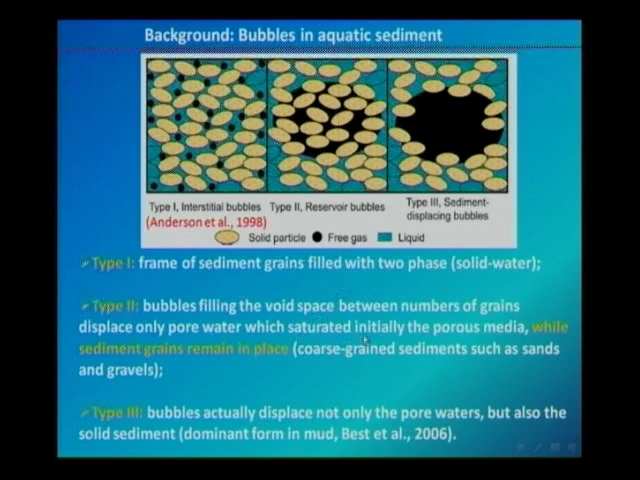 Background: Bubbles in aquatic sediment
Type I, Interstitial bubbles
(Anderson et al., 1998)
Type II, Reservoir bubbles
Type III, Sediment-
displacing bubbles
Solid particle
Free gas
Liquid
Type I: frame of sediment grains filled with two phase (solid-water);
Type II: bubbles filling the void space between numbers of grains
displace only pore water which saturated initially the porous media, while
sediment grains remain in place (coarse-grained sediments such as sands
and gravels);
Type III: bubbles actually displace not only the pore waters, but also the
solid sediment (dominant form in mud, Best et al., 2006).